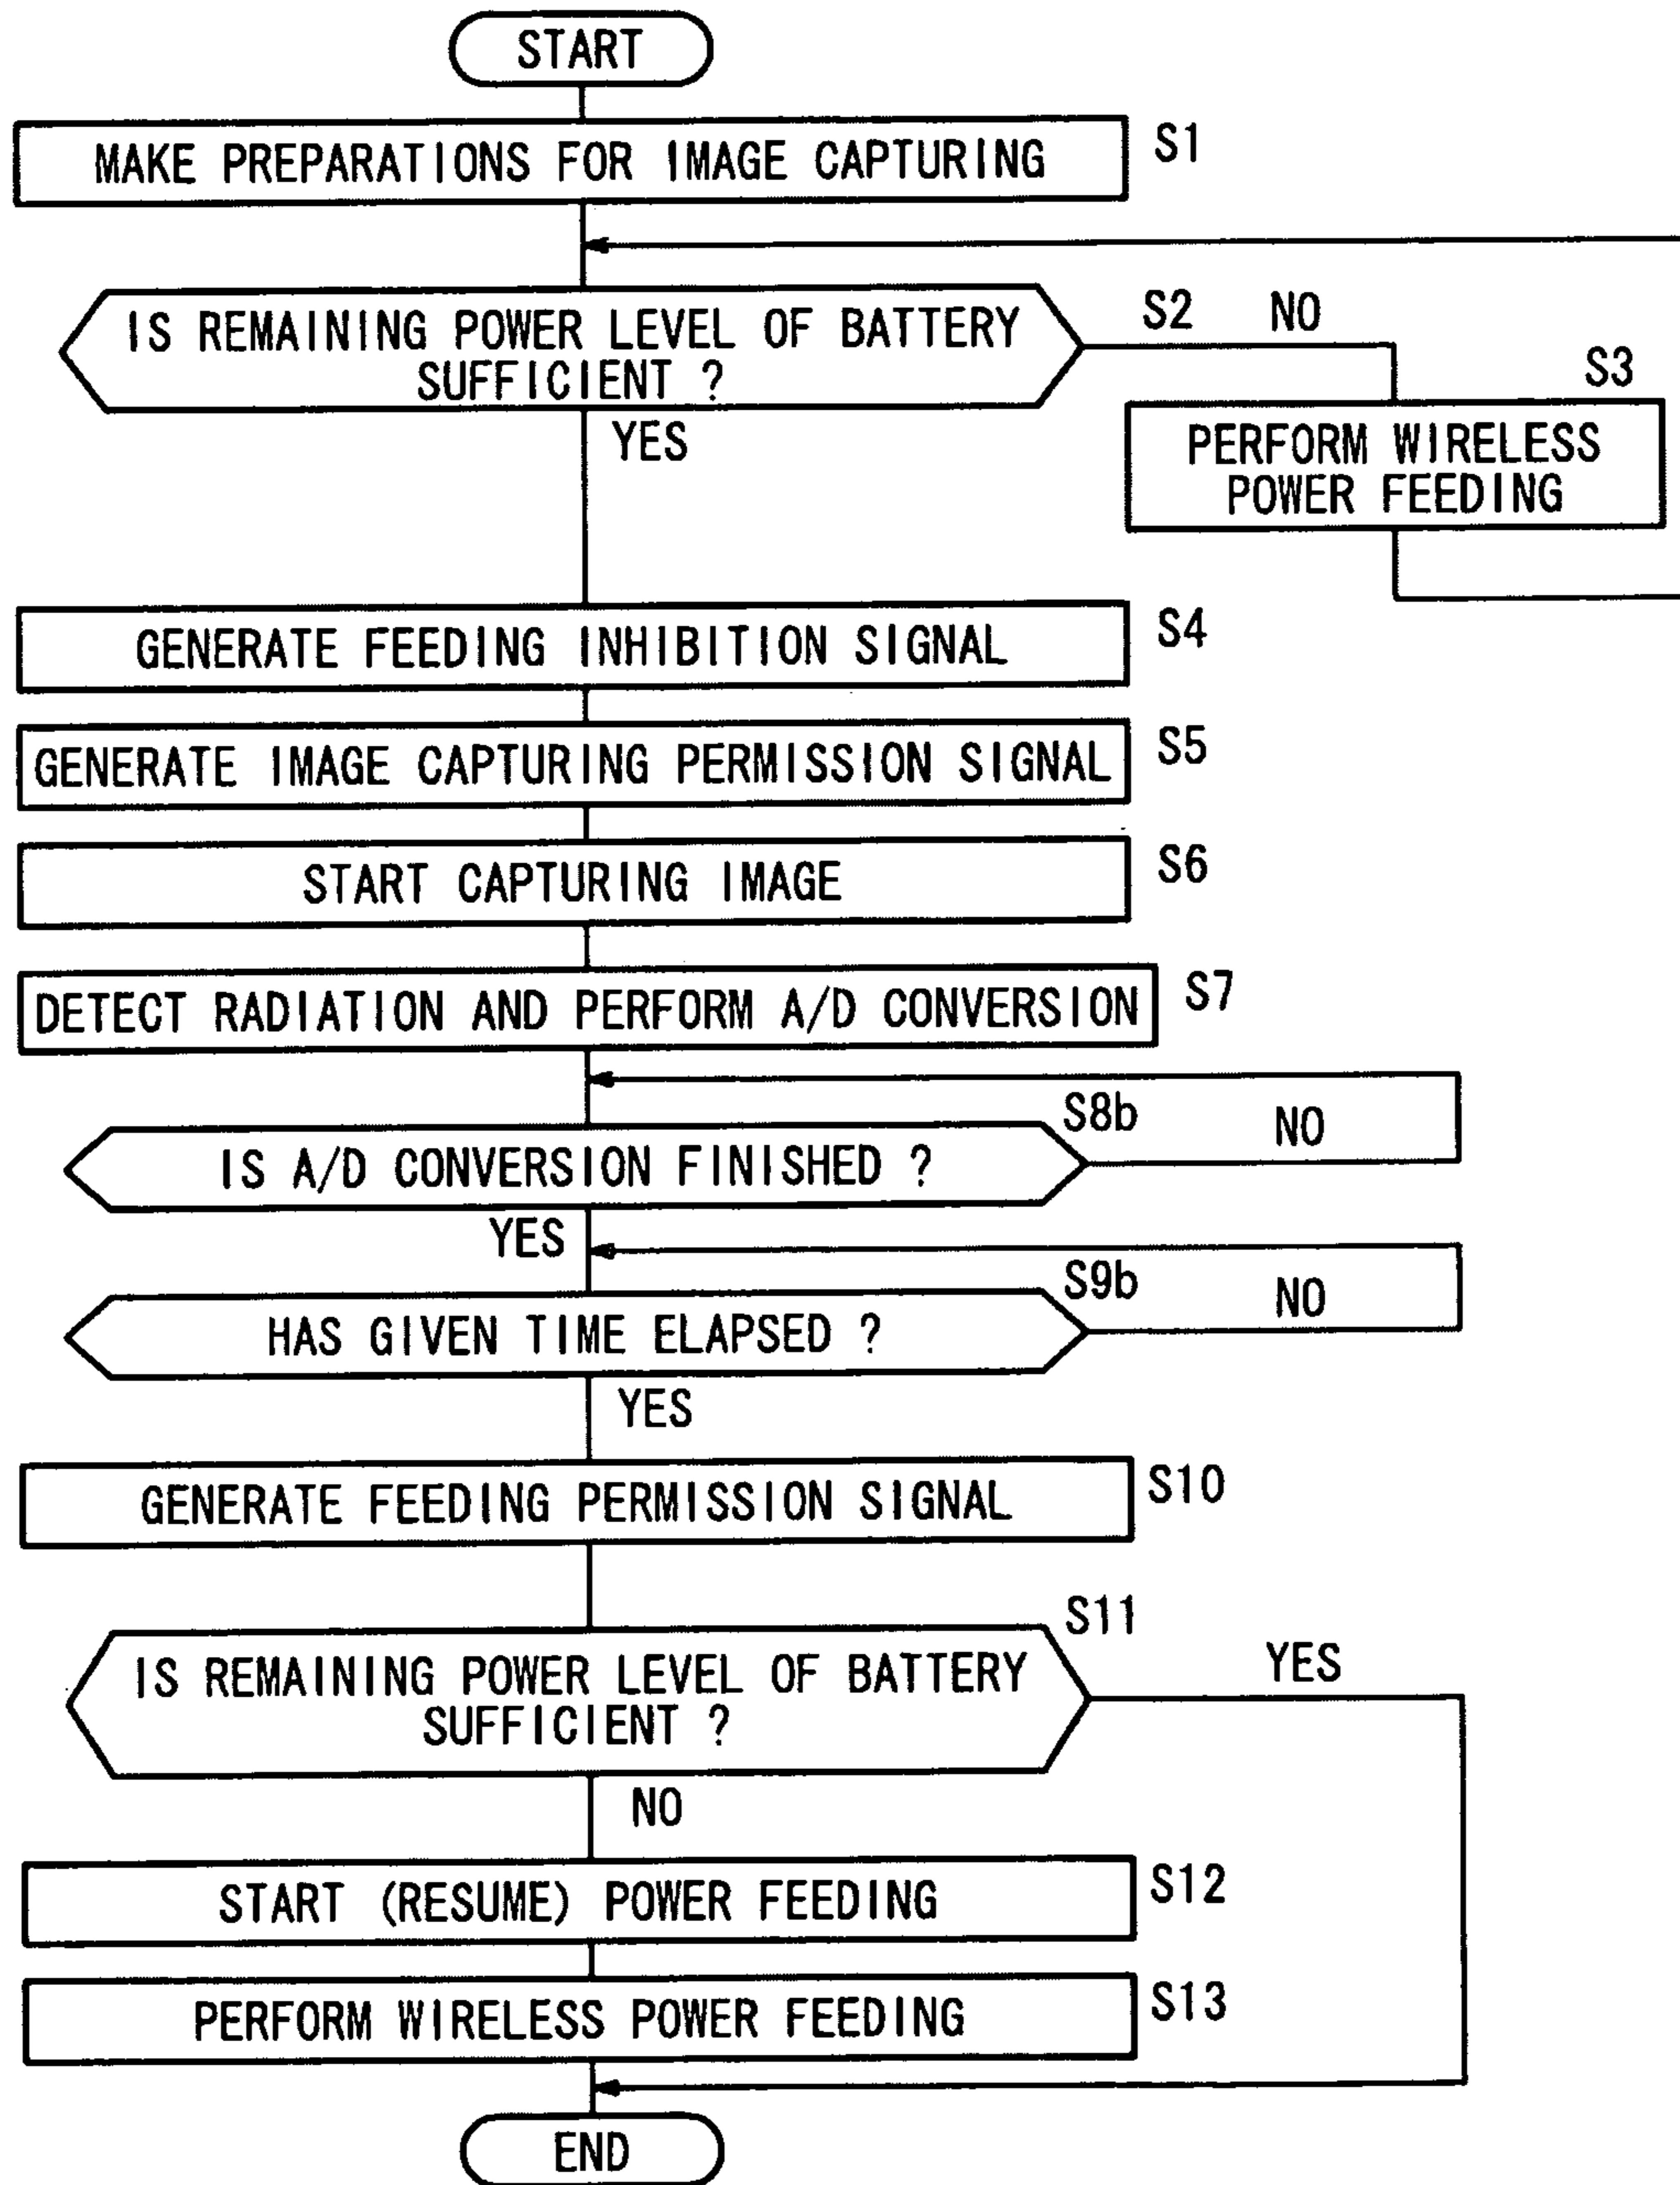 START
MAKE PREPARATIONS FOR IMAGE CAPTURING
S1
IS REMAINING POWER LEVEL OF BATTERY
SUFFICIENT ?
S2
NO
YES
S3
PERFORM WIRELESS
POWER FEEDING
GENERATE FEEDING INHIBITION SIGNAL
S4
GENERATE IMAGE CAPTURING PERMISSION SIGNAL
S5
START CAPTURING IMAGE
S6
DETECT RADIATION AND PERFORM A/D CONVERSION
S7
IS A/D CONVERSION FINISHED ?
S8b
NO
YES
HAS GIVEN TIME ELAPSED ?
S9b
NO
YES
GENERATE FEEDING PERMISSION SIGNAL
S10
IS REMAINING POWER LEVEL OF BATTERY
SUFFICIENT ?
S11
YES
NO
START (RESUME) POWER FEEDING
S12
PERFORM WIRELESS POWER FEEDING
S13
END